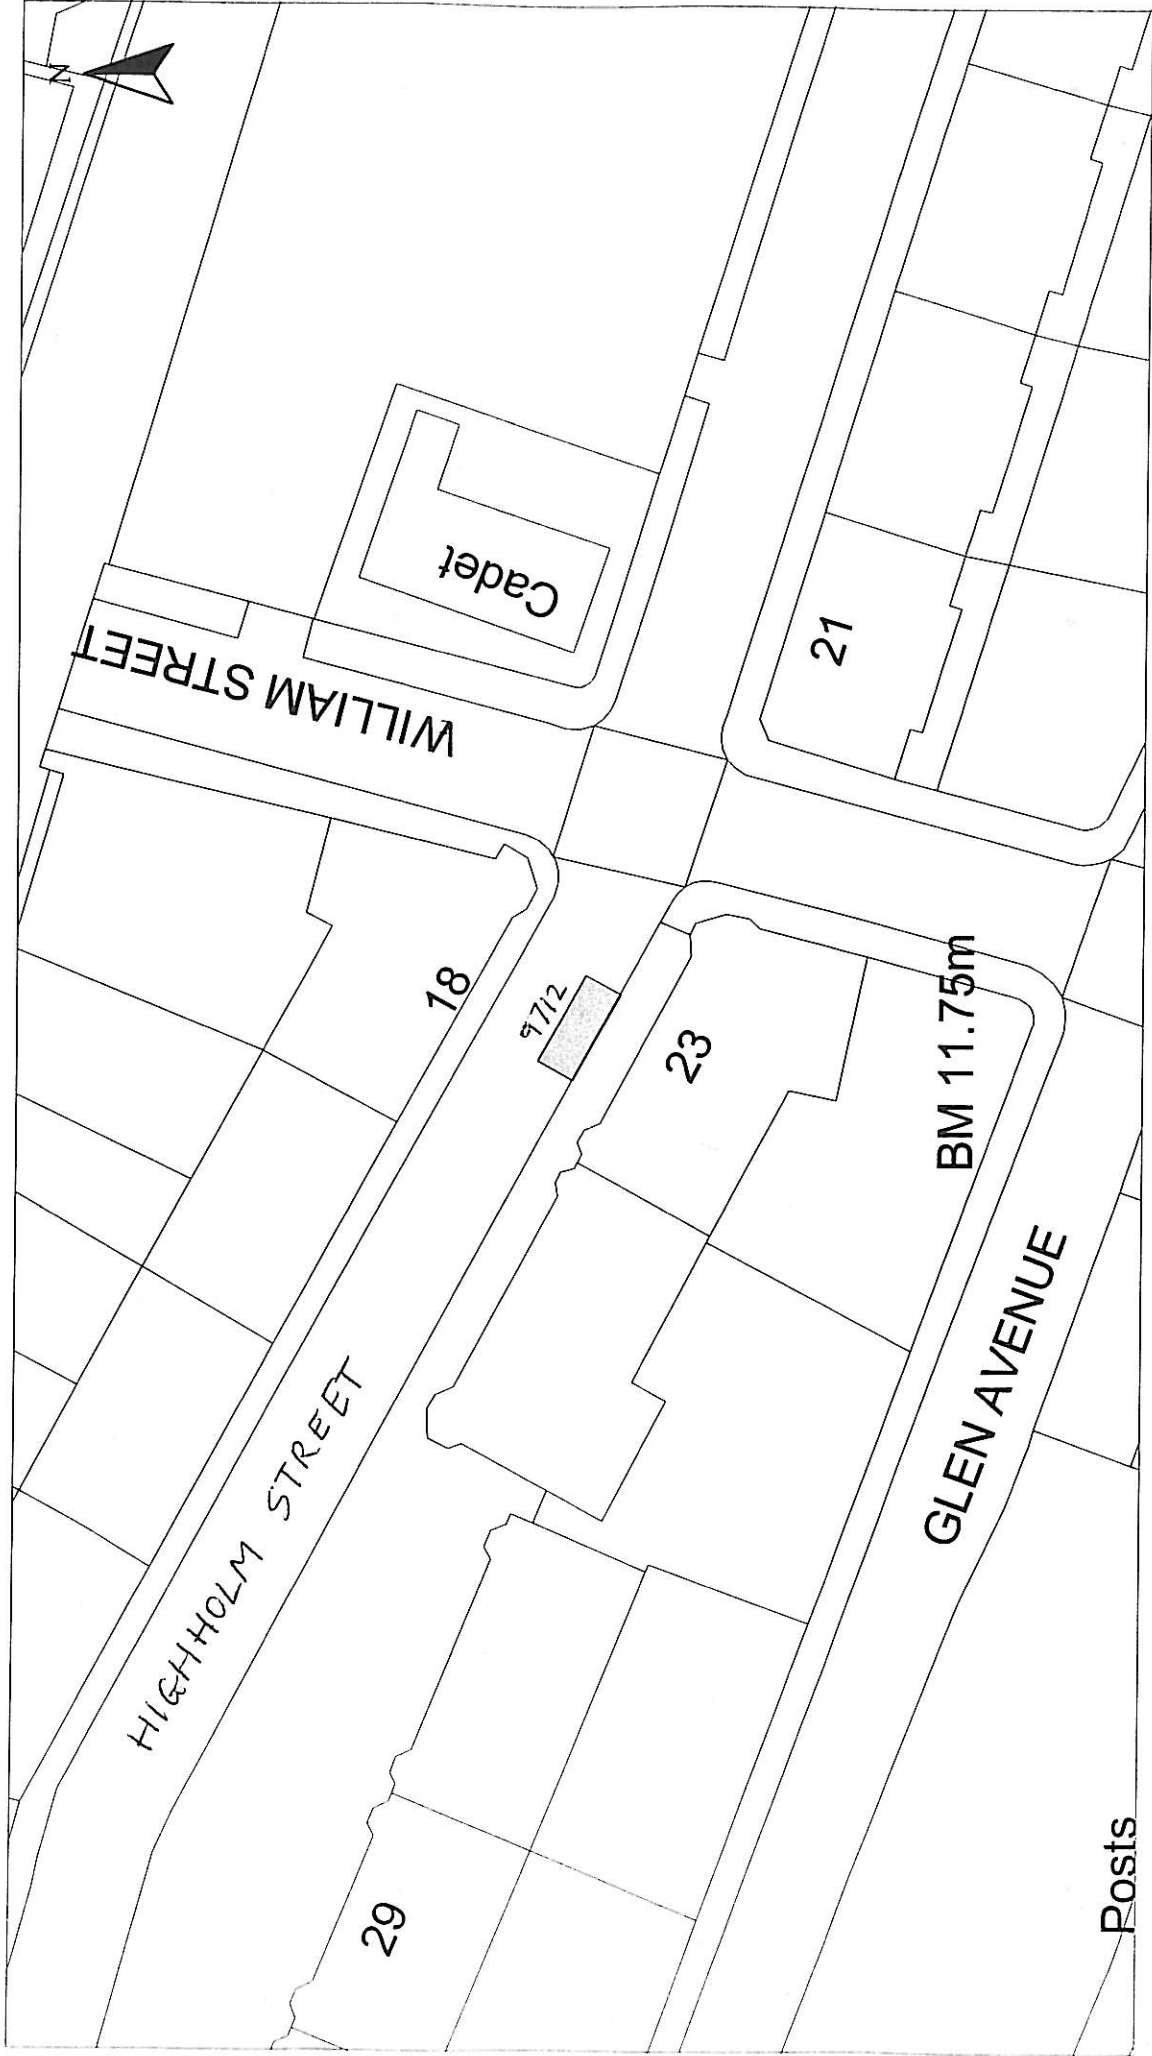 N
WILLIAM STREET
Cadet
21
18
9712
23
BM 11.75m
HIGHHOLM STREET
GLEN AVENUE
29
Posts